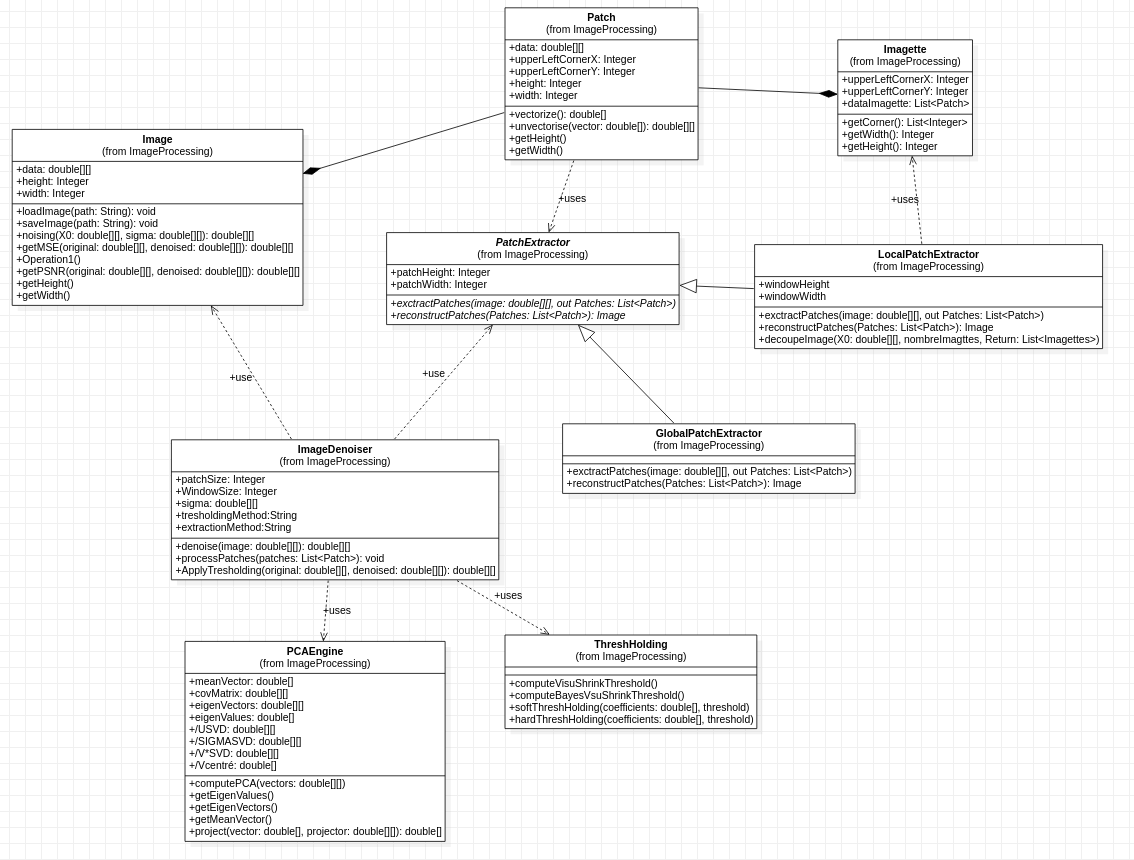 Patch
(from ImageProcessing)
+data: double[][]
+upperLeftCornerX: Integer
+upperLeftCornerY: Integer
+height: Integer
+width: Integer
+vectorize(): double[]
+unvectorise(vector: double[]): double[][]
+getHeight()
+getWidth()
Imagette
(from ImageProcessing)
+upperLeftCornerX: Integer
+upperLeftCornerY: Integer
+dataImagette: List<Patch>
+getCorner(): List<Integer>
+getWidth(): Integer
+getHeight(): Integer
Image
(from ImageProcessing)
+data: double[][]
+height: Integer
+width: Integer
+loadImage(path: String): void
+saveImage(path: String): void
+noising(X0: double[][], sigma: double[][]): double[][]
+getMSE(original: double[][], denoised: double[][]): double[][]
+Operation1()
+getPSNR(original: double[][], denoised: double[][]): double[][]
+getHeight()
+getWidth()
+uses
+uses
PatchExtractor
(from ImageProcessing)
+patchHeight: Integer
+patchWidth: Integer
+exctractPatches(image: double[][], out Patches: List<Patch>)
+reconstructPatches(Patches: List<Patch>): Image
LocalPatchExtractor
(from ImageProcessing)
+windowHeight
+windowWidth
+exctractPatches(image: double[][], out Patches: List<Patch>)
+reconstructPatches(Patches: List<Patch>): Image
+decoupeImage(X0: double[][], nombreImagttes, Return: List<Imagettes>)
+use
+use
GlobalPatchExtractor
(from ImageProcessing)
+exctractPatches(image: double[][], out Patches: List<Patch>)
+reconstructPatches(Patches: List<Patch>): Image
ImageDenoiser
(from ImageProcessing)
+patchSize: Integer
+WindowSize: Integer
+sigma: double[][]
+tresholdingMethod:String
+extractionMethod:String
+denoise(image: double[][]): double[][]
+processPatches(patches: List<Patch>): void
+ApplyTresholding(original: double[][], denoised: double[][]): double[][]
+uses
+uses
PCAEngine
(from ImageProcessing)
+meanVector: double[]
+covMatrix: double[][]
+eigenVectors: double[][]
+eigenValues: double[]
+/USVD: double[][]
+/SIGMASVD: double[][]
+/V*SVD: double[][]
+/Vcentré: double[]
+computePCA(vectors: double[][])
+getEigenValues()
+getEigenVectors()
+getMeanVector()
+project(vector: double[], projector: double[][]): double[]
ThreshHolding
(from ImageProcessing)
+computeVisuShrinkThreshold()
+computeBayesVsuShrinkThreshold()
+softThreshHolding(coefficients: double[], threshold)
+hardThreshHolding(coefficients: double[], threshold)